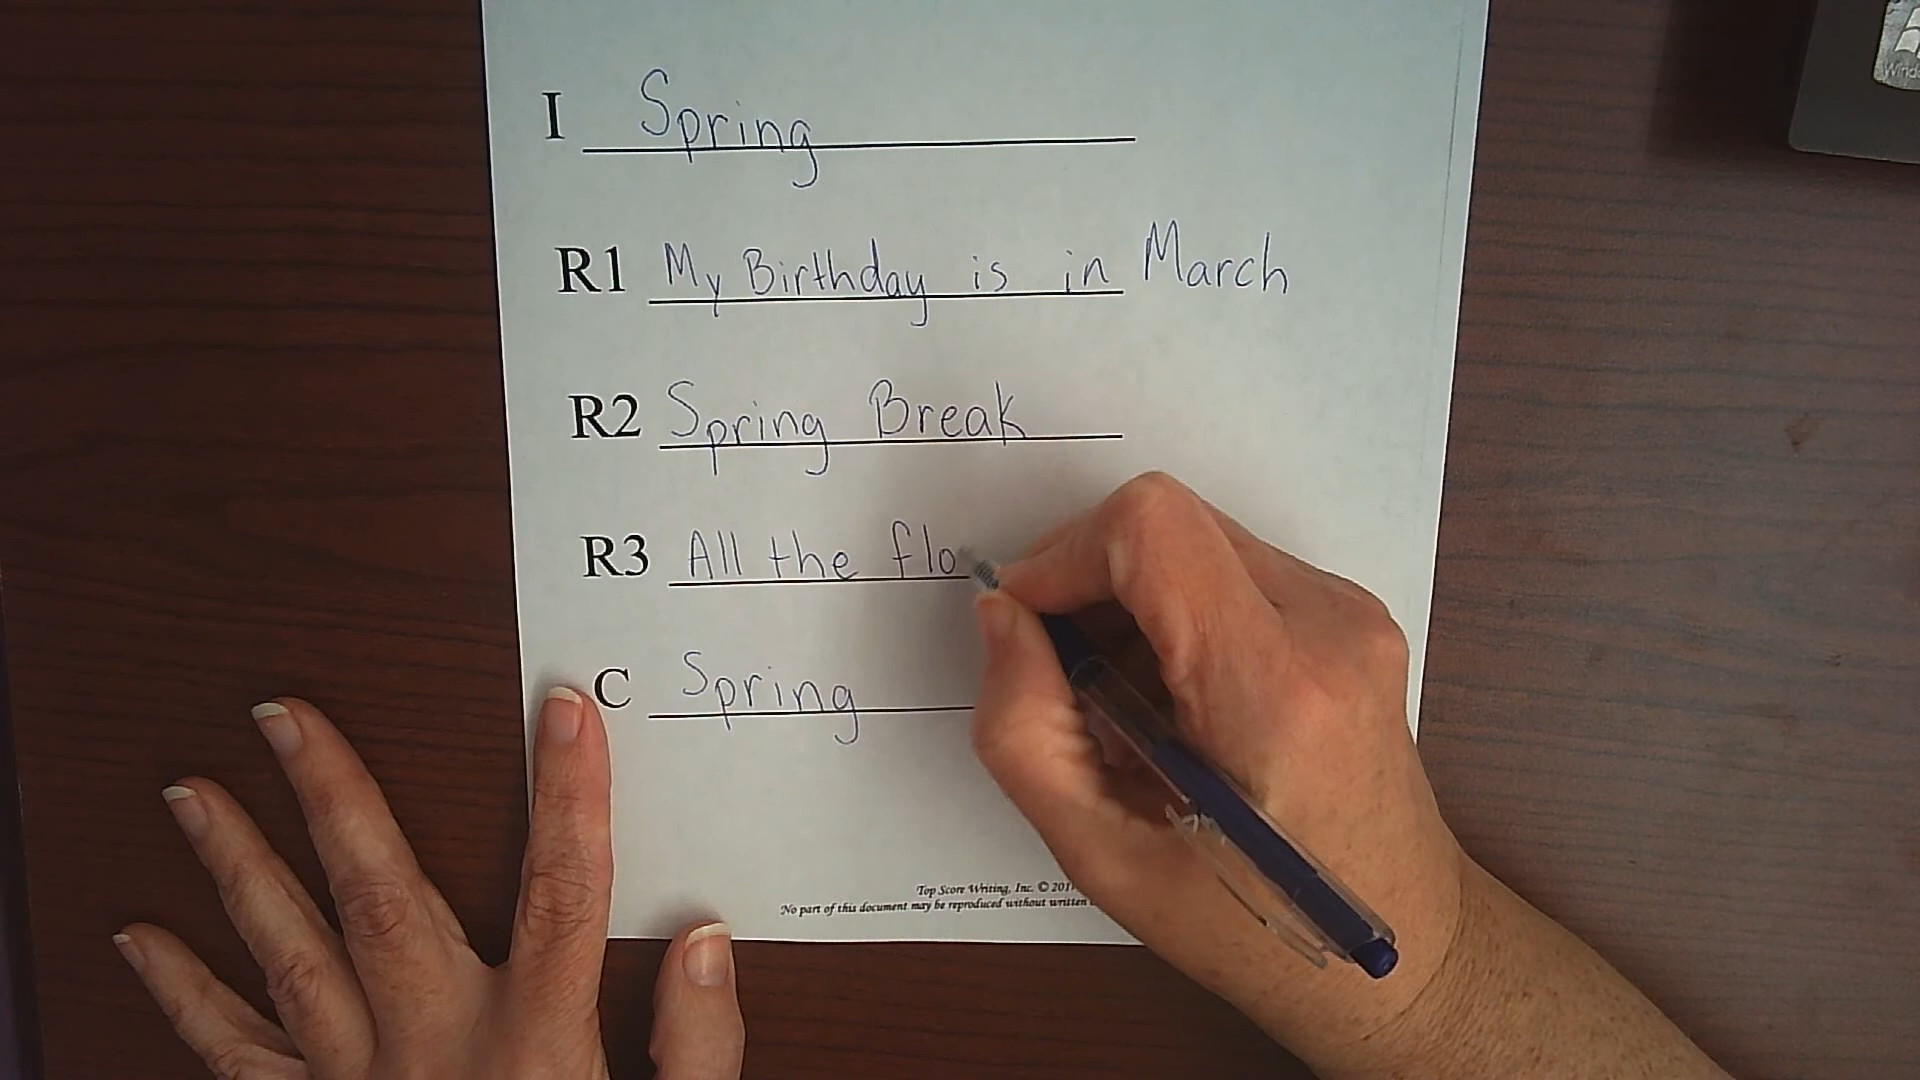 I Spring
R1 My Birthday is in March
R2 Spring Break
R3 All the flo
C Spring
Top Score Writing, Inc. © 201
No part of this document may be reproduced without written